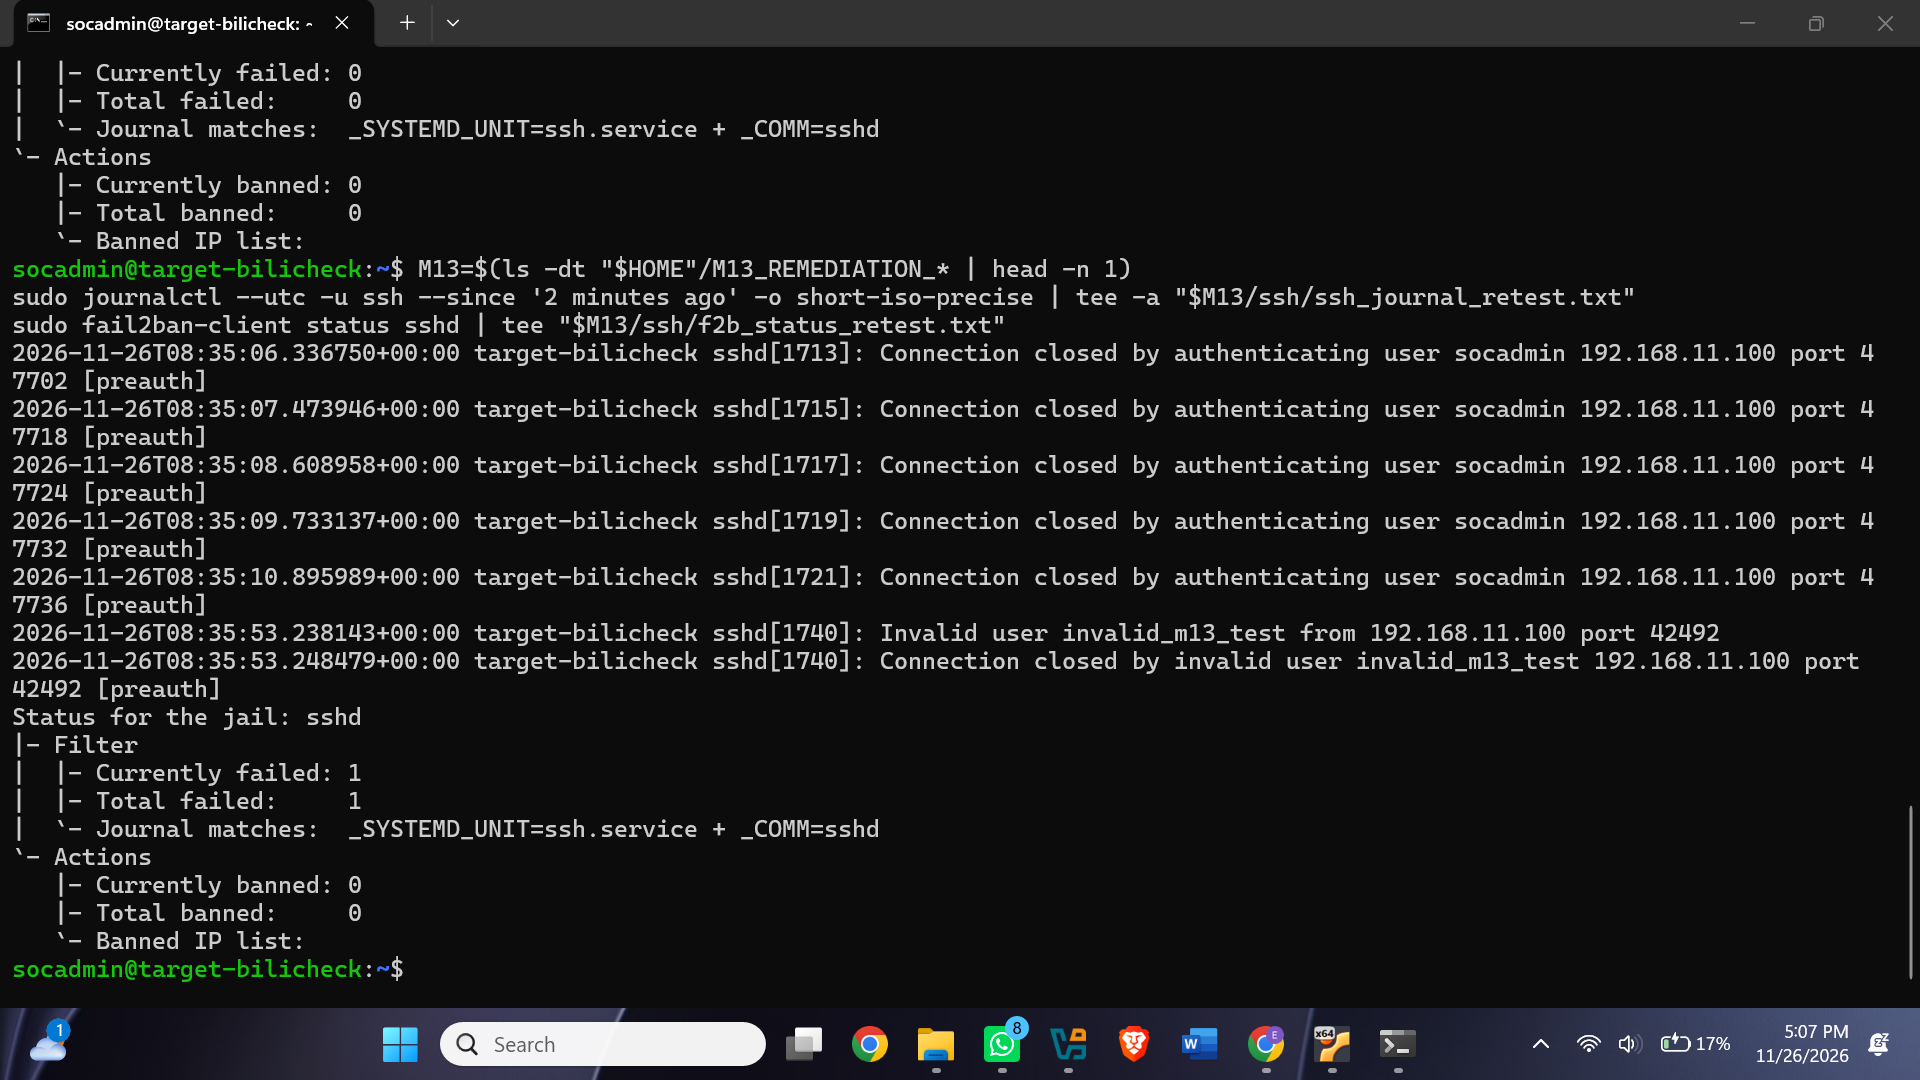 socadmin@target-bilicheck: ~
|  |- Currently failed: 0
|  |- Total failed:     0
|  `- Journal matches:  _SYSTEMD_UNIT=ssh.service + _COMM=sshd
`- Actions
   |- Currently banned: 0
   |- Total banned:     0
   `- Banned IP list:
socadmin@target-bilicheck:~$ M13=$(ls -dt "$HOME"/M13_REMEDIATION_* | head -n 1)
sudo journalctl --utc -u ssh --since '2 minutes ago' -o short-iso-precise | tee -a "$M13/ssh/ssh_journal_retest.txt"
sudo fail2ban-client status sshd | tee "$M13/ssh/f2b_status_retest.txt"
2026-11-26T08:35:06.336750+00:00 target-bilicheck sshd[1713]: Connection closed by authenticating user socadmin 192.168.11.100 port 4
7702 [preauth]
2026-11-26T08:35:07.473946+00:00 target-bilicheck sshd[1715]: Connection closed by authenticating user socadmin 192.168.11.100 port 4
7718 [preauth]
2026-11-26T08:35:08.608958+00:00 target-bilicheck sshd[1717]: Connection closed by authenticating user socadmin 192.168.11.100 port 4
7724 [preauth]
2026-11-26T08:35:09.733137+00:00 target-bilicheck sshd[1719]: Connection closed by authenticating user socadmin 192.168.11.100 port 4
7732 [preauth]
2026-11-26T08:35:10.895989+00:00 target-bilicheck sshd[1721]: Connection closed by authenticating user socadmin 192.168.11.100 port 4
7736 [preauth]
2026-11-26T08:35:53.238143+00:00 target-bilicheck sshd[1740]: Invalid user invalid_m13_test from 192.168.11.100 port 42492
2026-11-26T08:35:53.248479+00:00 target-bilicheck sshd[1740]: Connection closed by invalid user invalid_m13_test 192.168.11.100 port
42492 [preauth]
Status for the jail: sshd
|- Filter
|  |- Currently failed: 1
|  |- Total failed:     1
|  `- Journal matches:  _SYSTEMD_UNIT=ssh.service + _COMM=sshd
`- Actions
   |- Currently banned: 0
   |- Total banned:     0
   `- Banned IP list:
socadmin@target-bilicheck:~$
1
Search
8
W
E
x64
17%
5:07 PM
11/26/2026